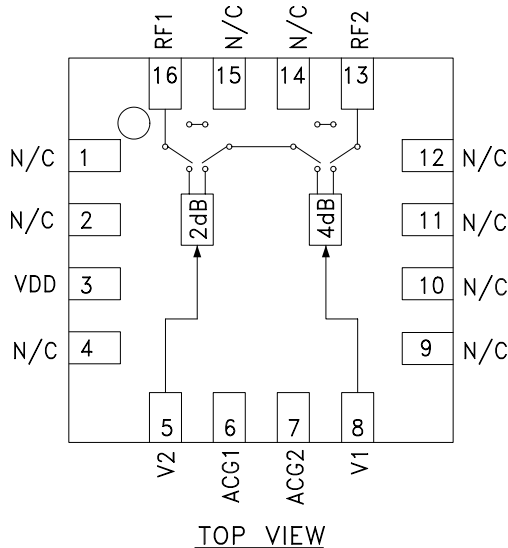 RF1 N/C N/C RF2
16 15 14 13
N/C 1 12 N/C
N/C 2 2dB 4dB 11 N/C
VDD 3 10 N/C
N/C 4 9 N/C
5 6 7 8
V2 ACG1 ACG2 V1
TOP VIEW